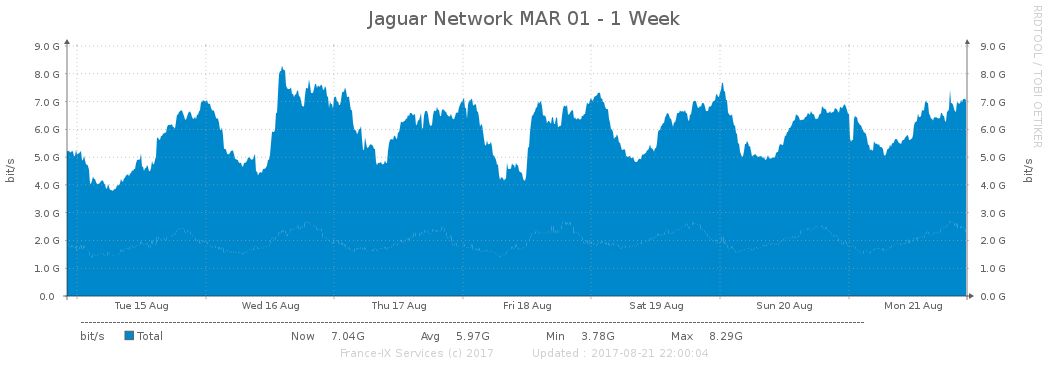 Jaguar Network MAR 01 - 1 Week
RRDTOOL / TOBI OETIKER
bit/s
9.0 G 9.0 G
8.0 G 8.0 G
7.0 G 7.0 G
6.0 G 6.0 G
5.0 G 5.0 G
4.0 G 4.0 G
3.0 G 3.0 G
2.0 G 2.0 G
1.0 G 1.0 G
0.0 0.0 G
bit/s
Tue 15 Aug Wed 16 Aug Thu 17 Aug Fri 18 Aug Sat 19 Aug Sun 20 Aug Mon 21 Aug
bit/s Total Now 7.04G Avg 5.97G Min 3.78G Max 8.29G
France-IX Services (c) 2017 Updated : 2017-08-21 22:00:04